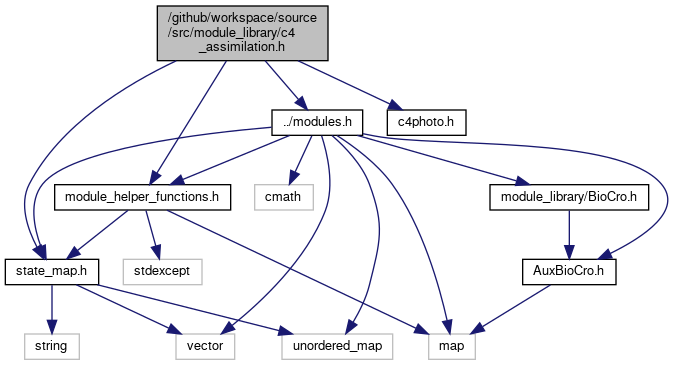 /github/workspace/source
/src/module_library/c4
_assimilation.h
../modules.h
c4photo.h
module_helper_functions.h
cmath
module_library/BioCro.h
state_map.h
stdexcept
AuxBioCro.h
string
vector
unordered_map
map